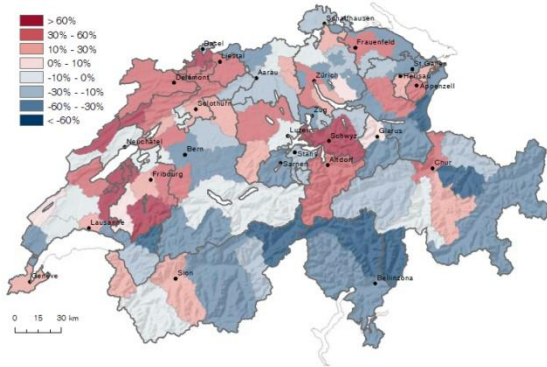 > 60%
30% - 60%
10% - 30%
0% - 10%
-10% - 0%
-30% - -10%
-60% - -30%
< -60%
Schaffhausen
Basel
Liestal
Frauenfeld
Delémont
Aarau
Zürich
St.Gallen
Herisau
Appenzell
Solothurn
Zug
Neuchâtel
Luzern
Schwyz
Glarus
Bern
Stans
Sarnen
Altdorf
Chur
Fribourg
Lausanne
Sion
Bellinzona
Genève
0 15 30 km